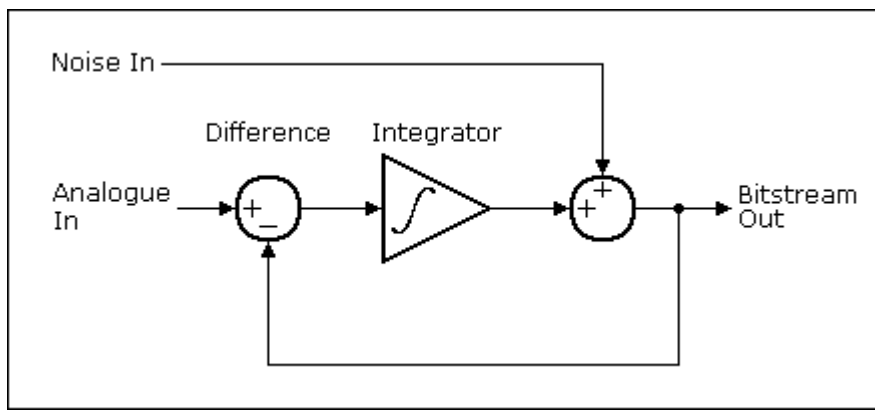 Noise In
Difference
Integrator
Analogue
In
+
−
∫
+
+
Bitstream
Out